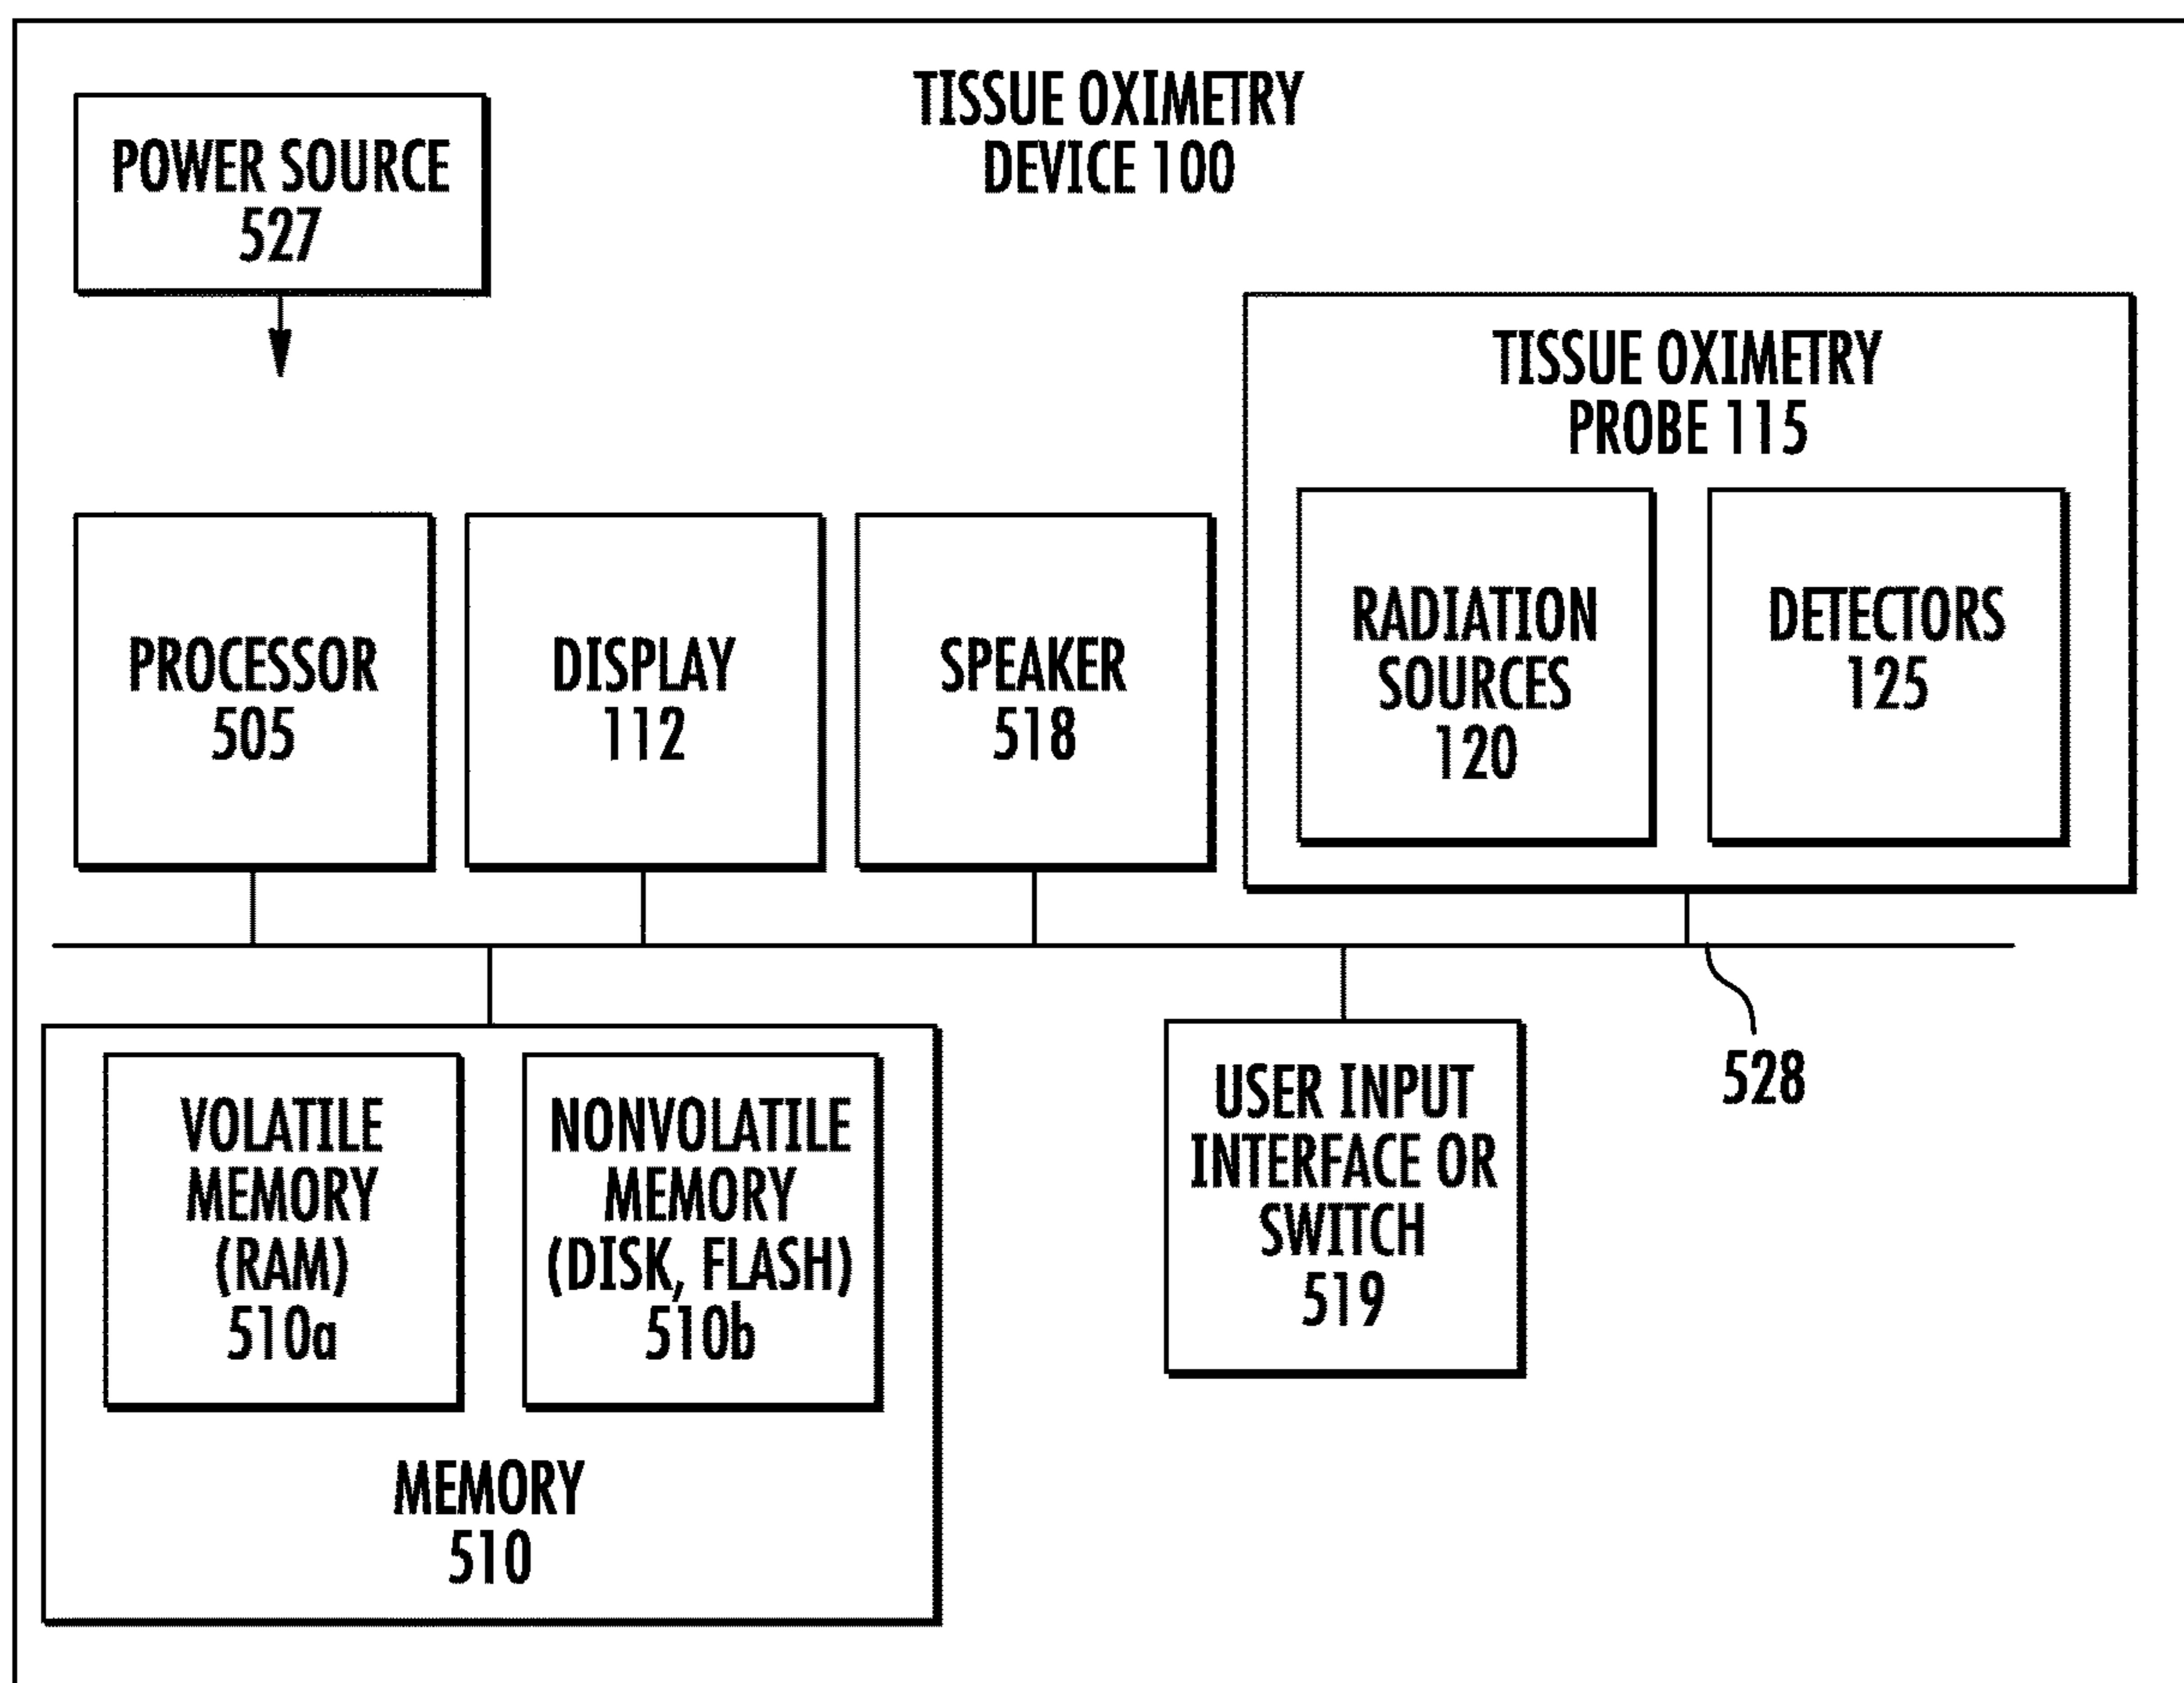 TISSUE OXIMETRY
DEVICE 100
POWER SOURCE
527
TISSUE OXIMETRY
PROBE 115
PROCESSOR
505
DISPLAY
112
SPEAKER
518
RADIATION
SOURCES
120
DETECTORS
125
528
VOLATILE
MEMORY
(RAM)
510a
NONVOLATILE
MEMORY
(DISK, FLASH)
510b
MEMORY
510
USER INPUT
INTERFACE OR
SWITCH
519